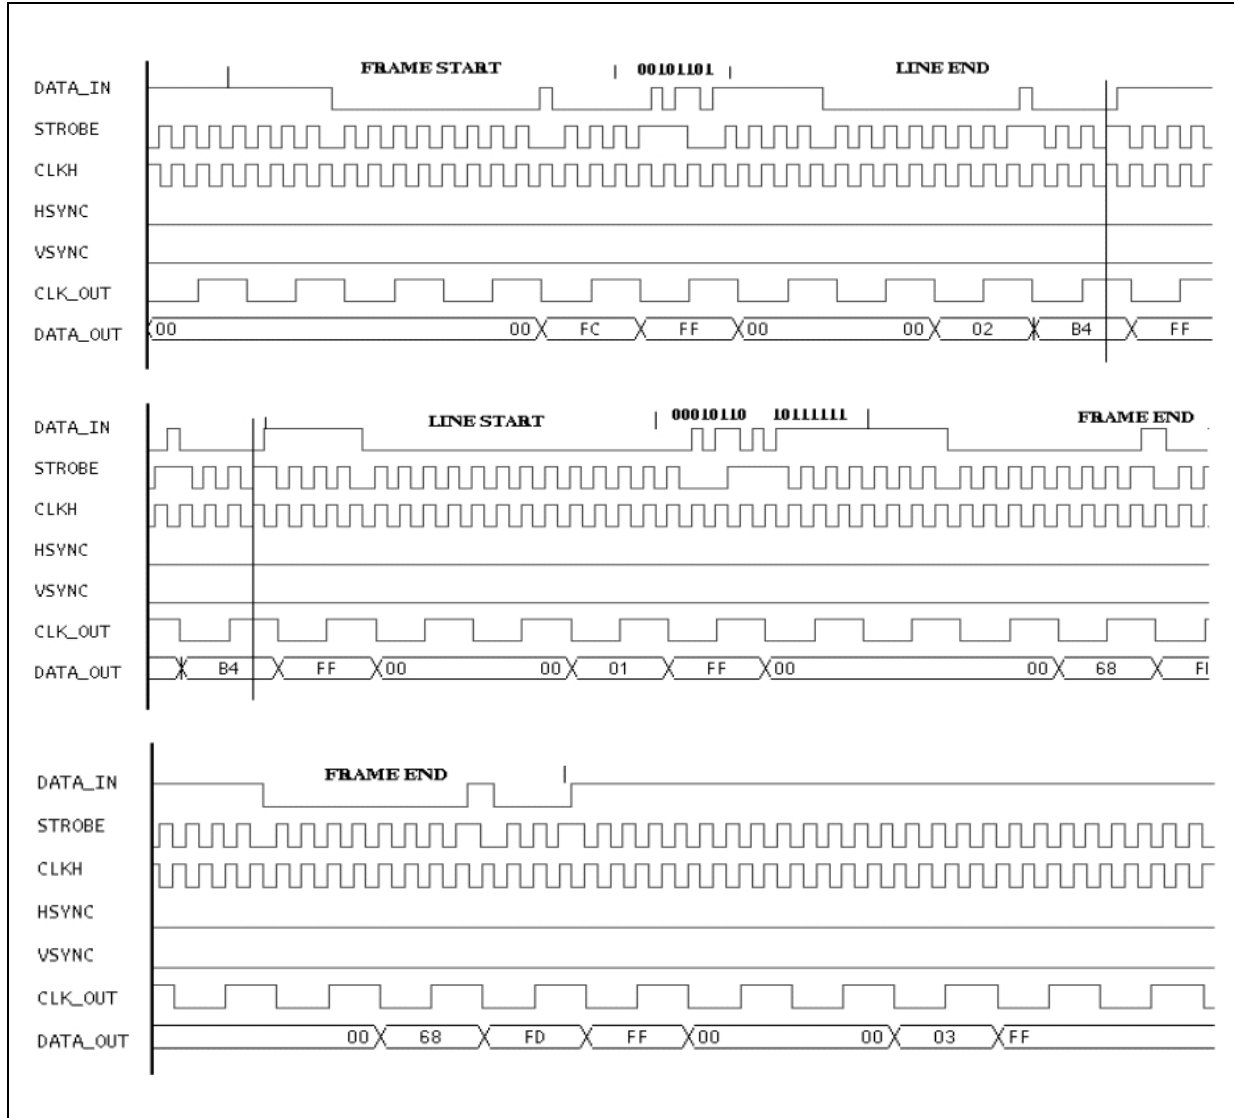 FRAME START 00101101 LINE END
DATA_IN
STROBE
CLKH
HSYNC
VSYNC
CLK_OUT
DATA_OUT 00 00 FC FF 00 00 02 B4 FF
LINE START 00010110 10111111 FRAME END
DATA_IN
STROBE
CLKH
HSYNC
VSYNC
CLK_OUT
DATA_OUT B4 FF 00 00 01 FF 00 00 68
FRAME END
DATA_IN
STROBE
CLKH
HSYNC
VSYNC
CLK_OUT
DATA_OUT 00 68 FD FF 00 00 03 FF